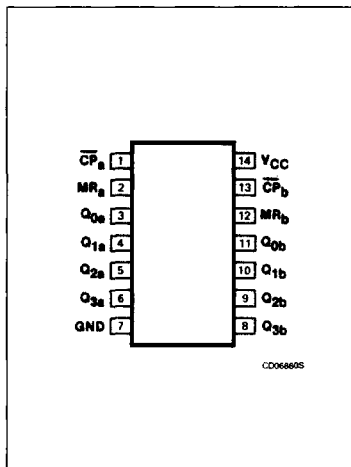 CPₐ 1 14 VCC
MRₐ 2 13 CPb
Q0a 3 12 MRb
Q1a 4 11 Q0b
Q2a 5 10 Q1b
Q3a 6 9 Q2b
GND 7 8 Q3b
CD06860S